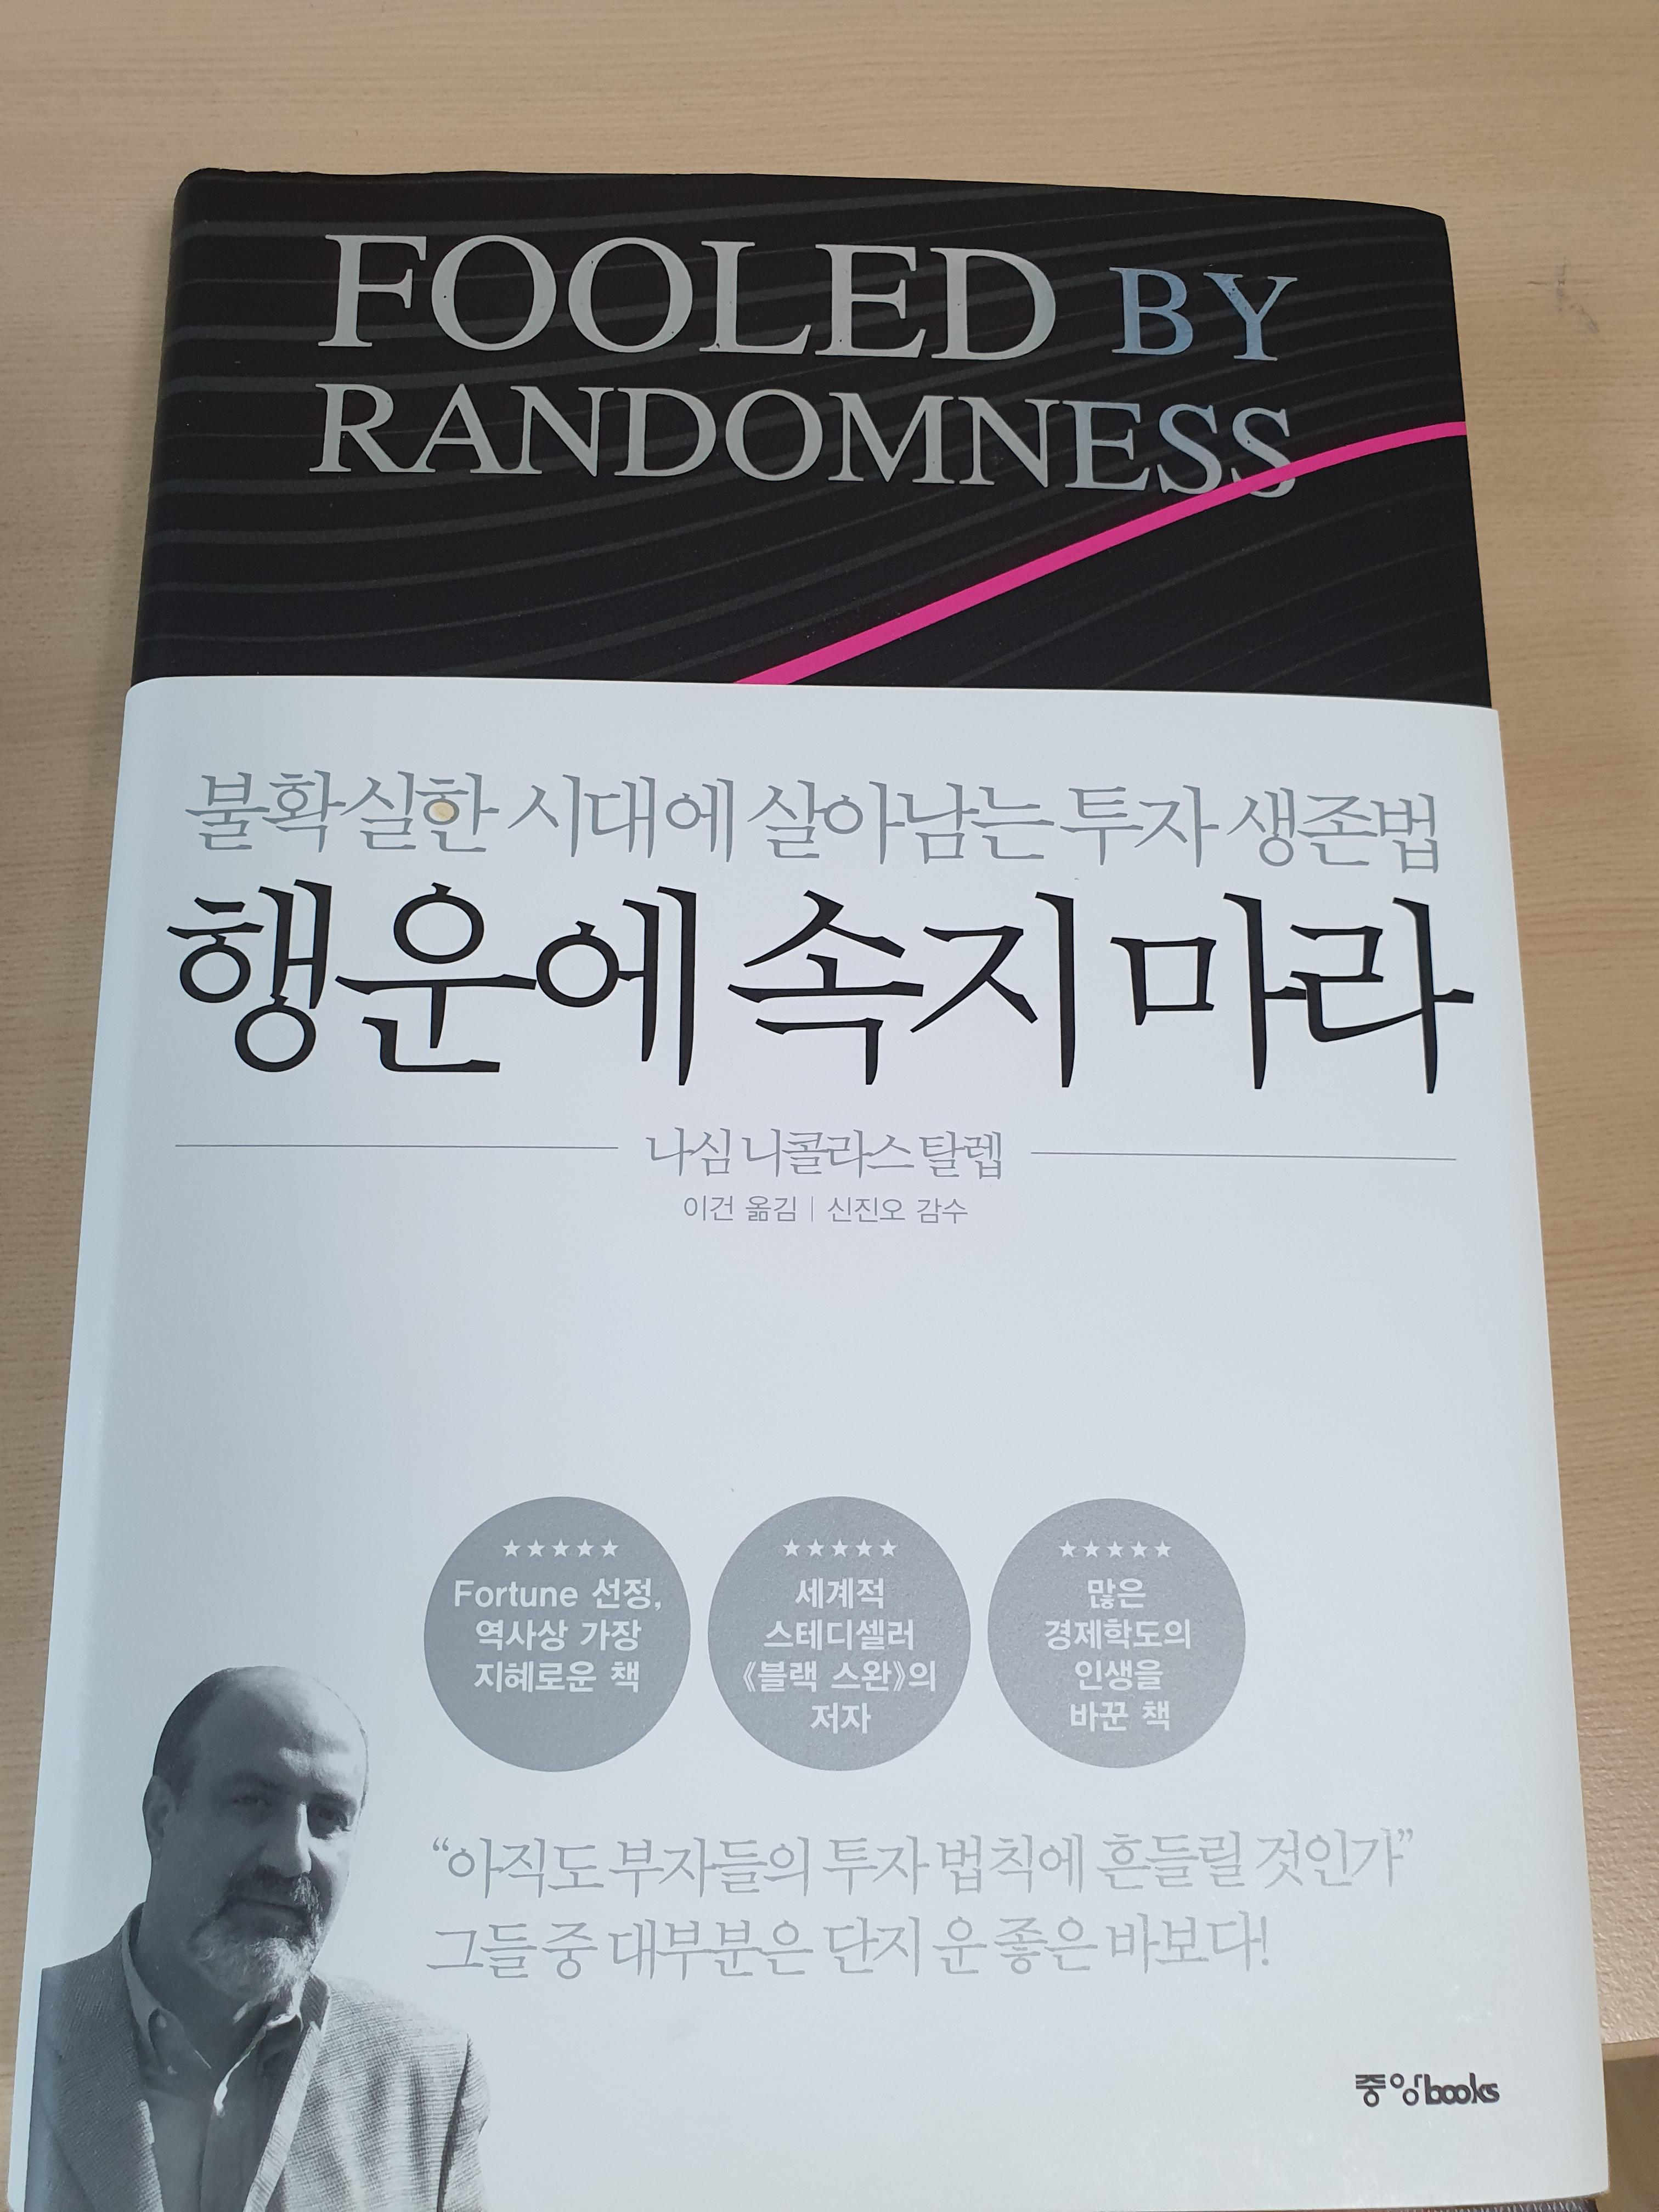 FOOLED BY
RANDOMNESS
불확실한 시대에 살아남는 투자 생존법
행운에 속지 마라
나심 니콜라스 탈렙
이건 옮김 | 신진오 감수
★★★★★
Fortune 선정,
역사상 가장
지혜로운 책
★★★★★
세계적
스테디셀러
《블랙 스완》의
저자
★★★★★
많은
경제학도의
인생을
바꾼 책
“아직도 부자들의 투자 법칙에 흔들릴 것인가”
그들 중 대부분은 단지 운 좋은 바보다!
중앙books